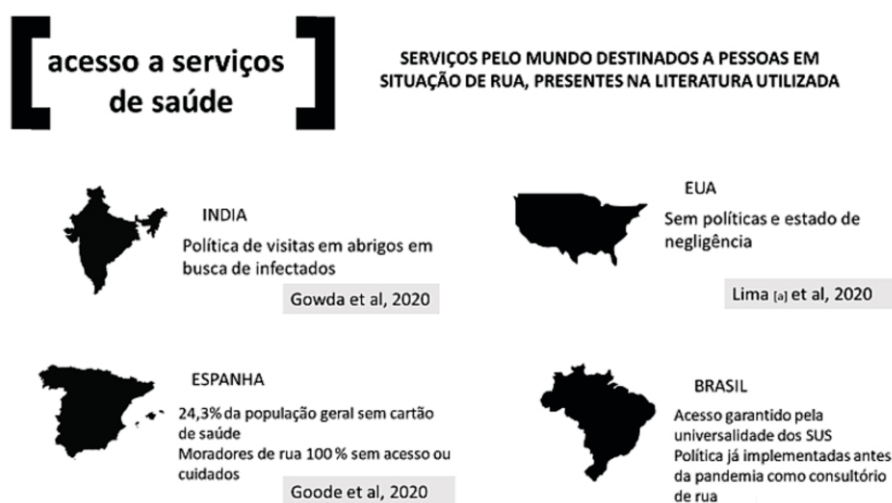 acesso a serviços
de saúde
SERVIÇOS PELO MUNDO DESTINADOS A PESSOAS EM
SITUAÇÃO DE RUA, PRESENTES NA LITERATURA UTILIZADA
INDIA
Política de visitas em abrigos em
busca de infectados
Gowda et al, 2020
EUA
Sem políticas e estado de
negligência
Lima [a] et al, 2020
ESPANHA
24,3% da população geral sem cartão
de saúde
Moradores de rua 100 % sem acesso ou
cuidados
Goode et al, 2020
BRASIL
Acesso garantido pela
universalidade dos SUS
Política já implementadas antes
da pandemia como consultório
de rua